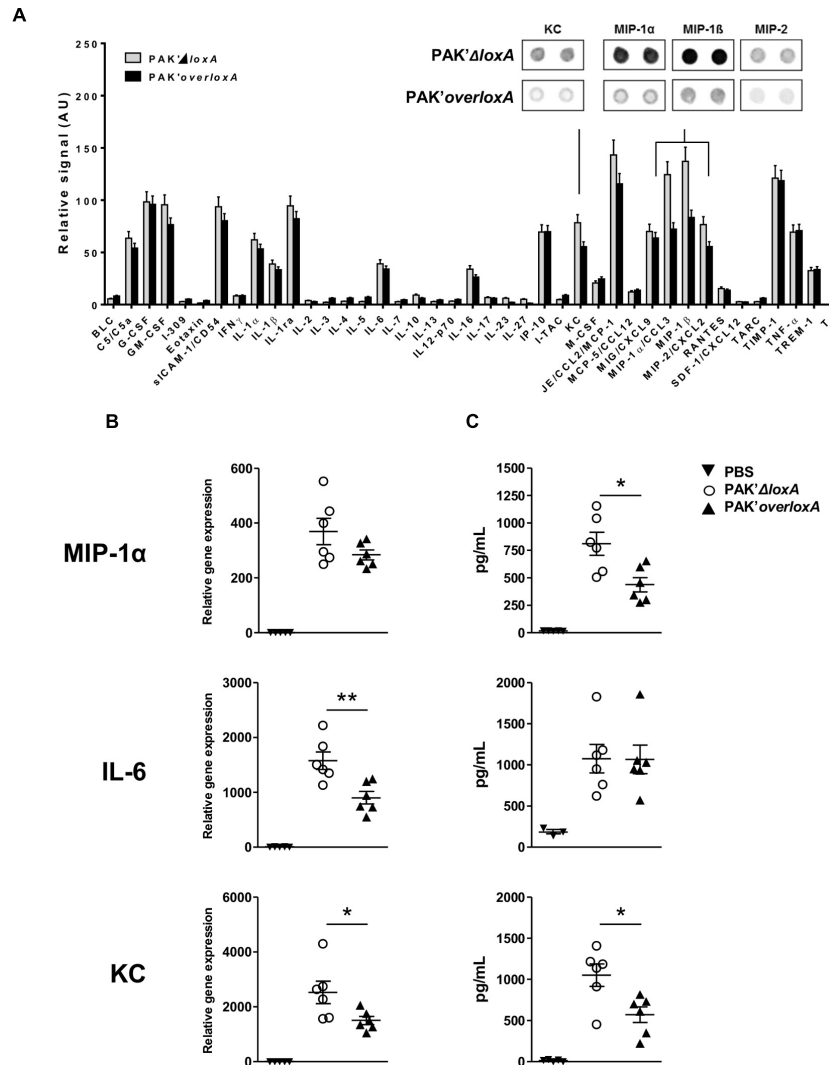 A
KC MIP-1α MIP-1ß MIP-2
PAK'ΔloxA
PAK'overloxA
PAK'◢loxA
PAK'overloxA
Relative signal (AU)
250
200
150
100
50
0
BLC
C5/C5a
G-CSF
GM-CSF
I-309
Eotaxin
sICAM-1/CD54
IFNγ
IL-1α
IL-1β
IL-1ra
IL-2
IL-3
IL-4
IL-5
IL-6
IL-7
IL-10
IL-13
IL12-p70
IL-16
IL-17
IL-23
IL-27
IP-10
I-TAC
KC
M-CSF
JE/CCL2/MCP-1
MCP-5/CCL12
MIG/CXCL9
MIP-1α/CCL3
MIP-1β
MIP-2/CXCL2
RANTES
SDF-1/CXCL12
TARC
TIMP-1
TNF-α
TREM-1
T
B
C
PBS
PAK'ΔloxA
PAK'overloxA
MIP-1α
Relative gene expression
600
400
200
0
pg/mL
1500
1250
1000
750
500
250
0
*
IL-6
Relative gene expression
3000
2000
1000
0
**
pg/mL
2000
1500
1000
500
0
KC
Relative gene expression
6000
4000
2000
0
*
pg/mL
2000
1500
1000
500
0
*